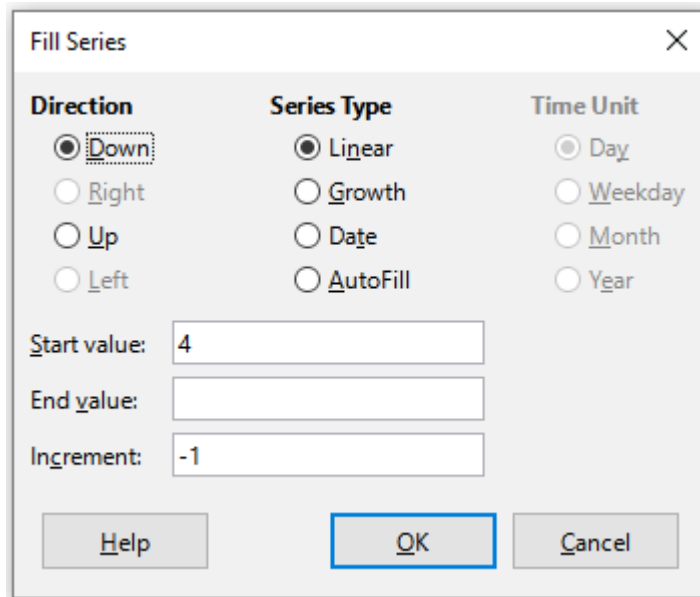 Fill Series
Direction Series Type Time Unit
Down Linear Day
Right Growth Weekday
Up Date Month
Left AutoFill Year
Start value: 4
End value:
Increment: -1
Help OK Cancel